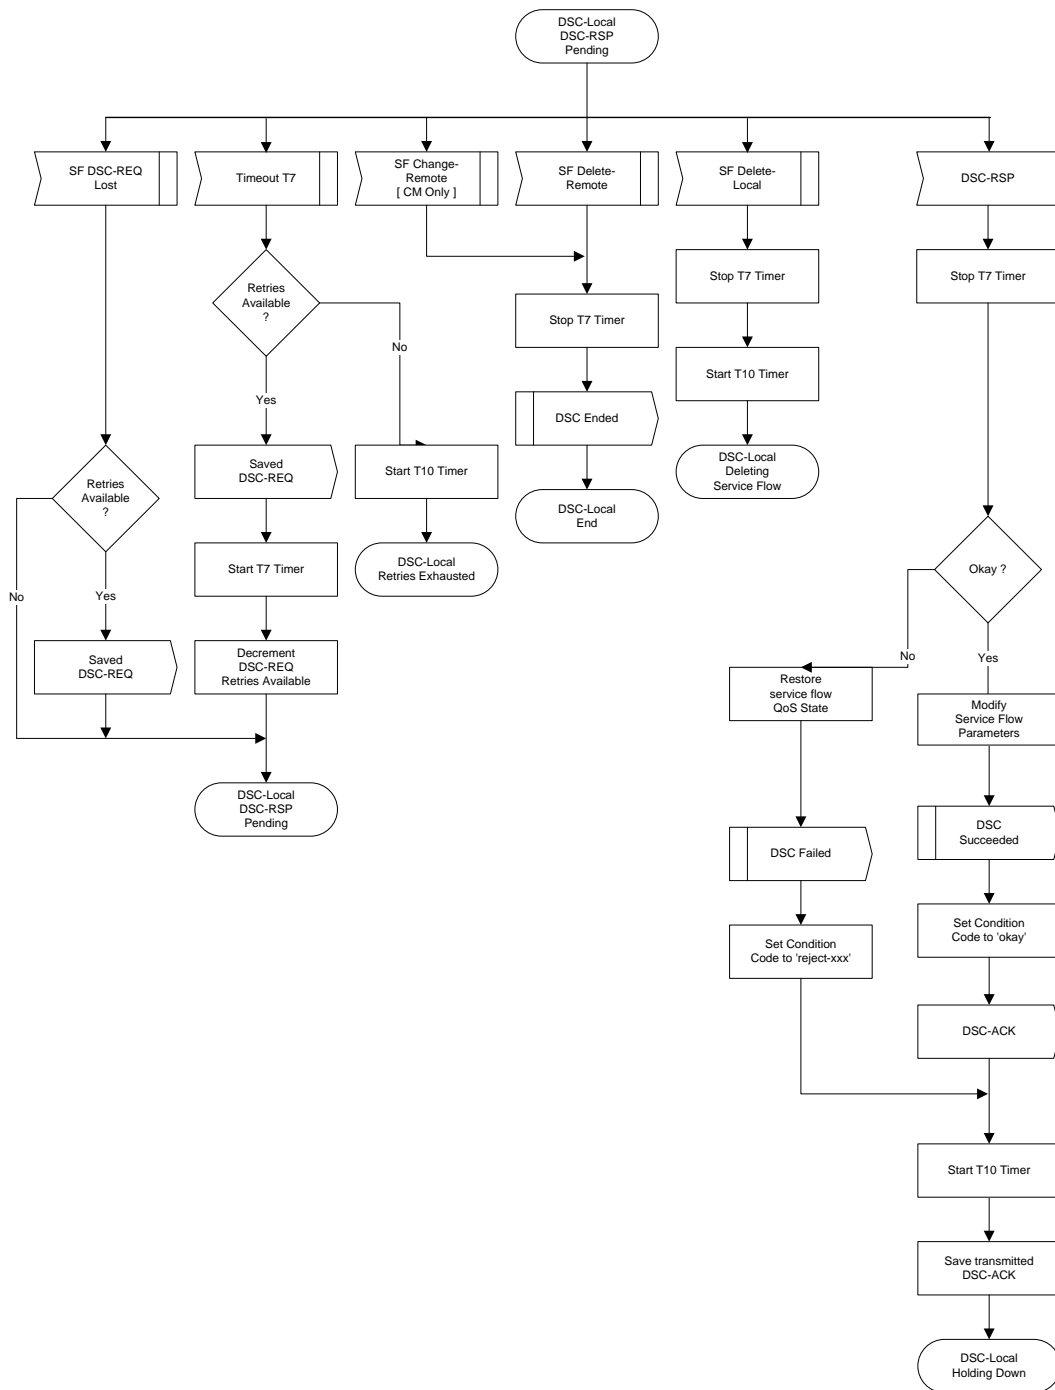 DSC-Local
DSC-RSP
Pending
SF DSC-REQ
Lost
Timeout T7
SF Change-
Remote
[ CM Only ]
SF Delete-
Remote
SF Delete-
Local
DSC-RSP
Retries
Available
?
No
Yes
Stop T7 Timer
Stop T7 Timer
Stop T7 Timer
Start T10 Timer
DSC Ended
Saved
DSC-REQ
Start T10 Timer
DSC-Local
Deleting
Service Flow
Retries
Available
?
No
Yes
DSC-Local
End
Start T7 Timer
DSC-Local
Retries Exhausted
Okay ?
No
Yes
Saved
DSC-REQ
Decrement
DSC-REQ
Retries Available
Restore
service flow
QoS State
Modify
Service Flow
Parameters
DSC-Local
DSC-RSP
Pending
DSC Failed
DSC
Succeeded
Set Condition
Code to 'reject-xxx'
Set Condition
Code to 'okay'
DSC-ACK
Start T10 Timer
Save transmitted
DSC-ACK
DSC-Local
Holding Down